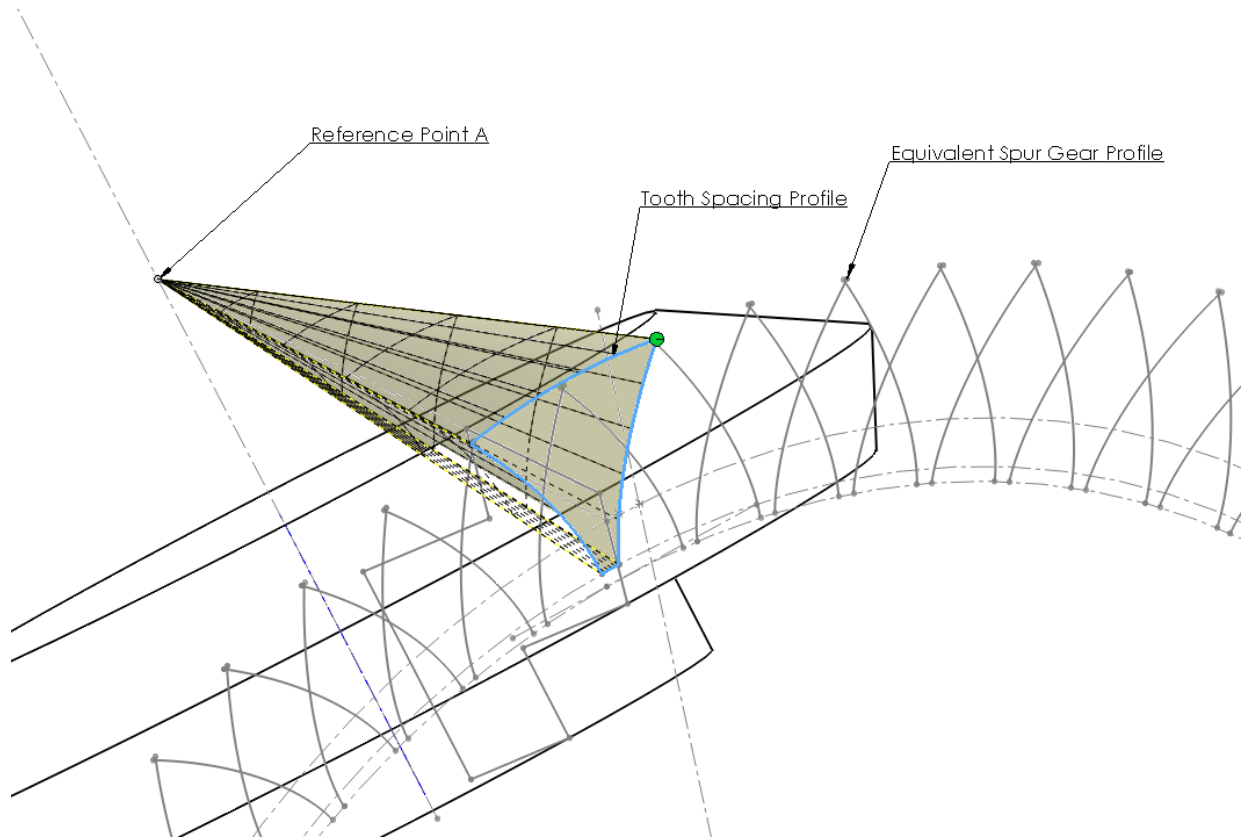 Reference Point A
Equivalent Spur Gear Profile
Tooth Spacing Profile